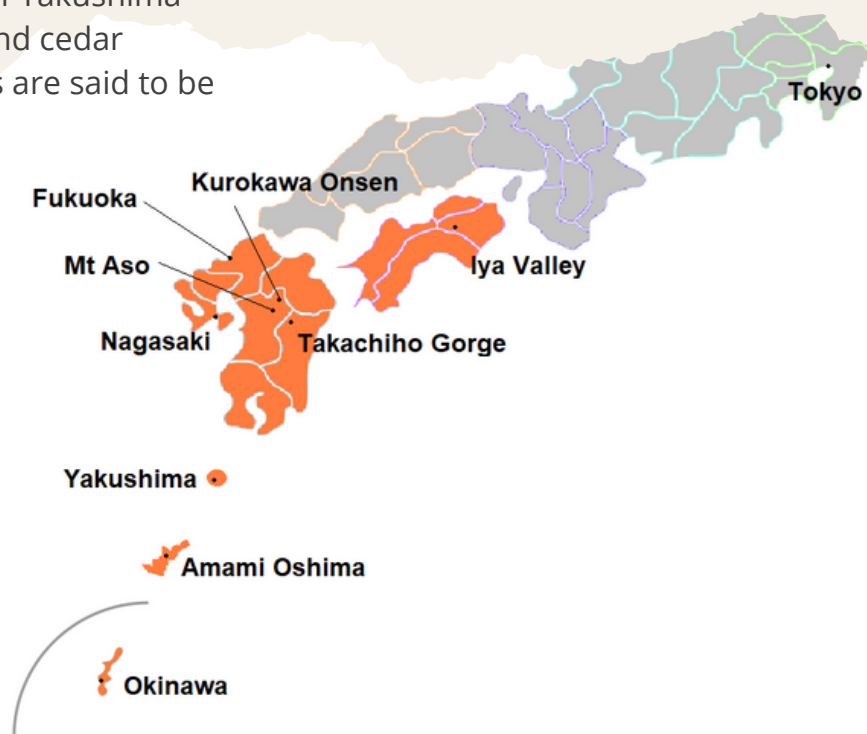 Yakushima
nd cedar
s are said to be
Tokyo
Kurokawa Onsen
Fukuoka
Mt Aso
Iya Valley
Nagasaki
Takachiho Gorge
Yakushima
Amami Oshima
Okinawa